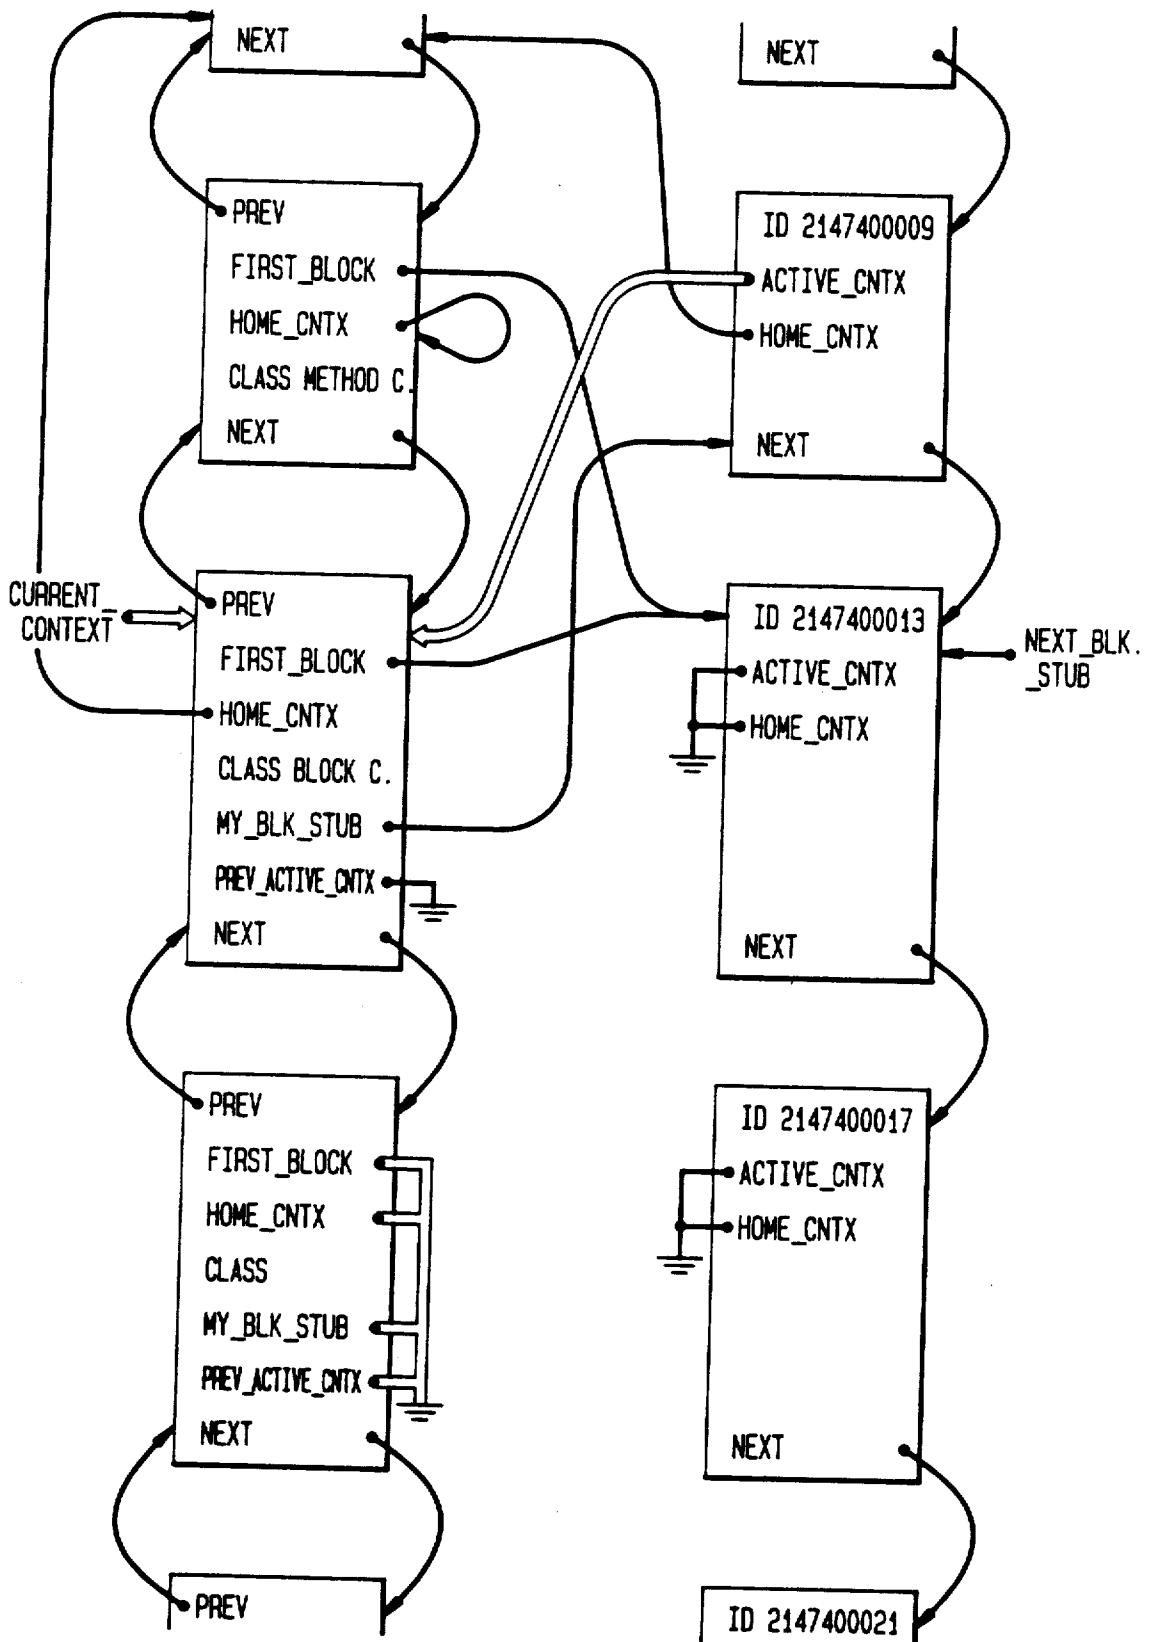 NEXT
PREV
FIRST_BLOCK
HOME_CNTX
CLASS METHOD C.
NEXT
CURRENT_
CONTEXT
PREV
FIRST_BLOCK
HOME_CNTX
CLASS BLOCK C.
MY_BLK_STUB
PREV_ACTIVE_CNTX
NEXT
PREV
FIRST_BLOCK
HOME_CNTX
CLASS
MY_BLK_STUB
PREV_ACTIVE_CNTX
NEXT
PREV
NEXT
ID 2147400009
ACTIVE_CNTX
HOME_CNTX
NEXT
ID 2147400013
ACTIVE_CNTX
HOME_CNTX
NEXT
NEXT_BLK.
_STUB
ID 2147400017
ACTIVE_CNTX
HOME_CNTX
NEXT
ID 2147400021